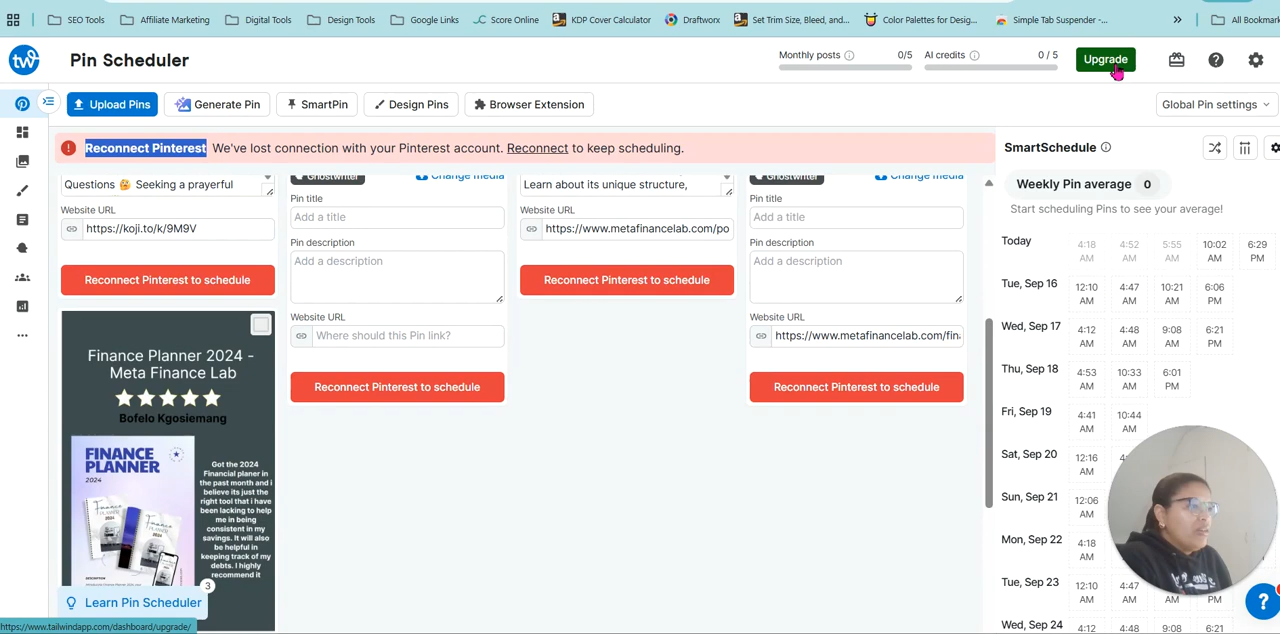 SEO Tools
Affiliate Marketing
Digital Tools
Design Tools
Google Links
Score Online
KDP Cover Calculator
Draftworx
Set Trim Size, Bleed, and...
Color Palettes for Desig...
Simple Tab Suspender -...
»
All Bookmark
tw
Pin Scheduler
Monthly posts 0/5
AI credits 0 / 5
Upgrade
Upload Pins
Generate Pin
SmartPin
Design Pins
Browser Extension
Global Pin settings
Reconnect Pinterest We've lost connection with your Pinterest account. Reconnect to keep scheduling.
Questions 🤔 Seeking a prayerful
Website URL
https://koji.to/k/9M9V
Reconnect Pinterest to schedule
Finance Planner 2024 -
Meta Finance Lab
Bofelo Kgosiemang
FINANCE
PLANNER
2024
Got the 2024
Financial planer in
the past month and i
believe its just the
right tool that i have
been lacking to help
me in being
consistent in my
savings. It will also
be helpful in
keeping track of my
debts. I highly
recommend it
3
Learn Pin Scheduler
https://www.tailwindapp.com/dashboard/upgrade/
Ghostwriter
Change media
Pin title
Add a title
Pin description
Add a description
Website URL
Where should this Pin link?
Reconnect Pinterest to schedule
Learn about its unique structure,
Website URL
https://www.metafinancelab.com/po
Reconnect Pinterest to schedule
Ghostwriter
Change media
Pin title
Add a title
Pin description
Add a description
Website URL
https://www.metafinancelab.com/fin
Reconnect Pinterest to schedule
SmartSchedule
Weekly Pin average 0
Start scheduling Pins to see your average!
Today 4:18 AM 4:52 AM 5:55 AM 10:02 AM 6:29 PM
Tue, Sep 16 12:10 AM 4:47 AM 10:21 AM 6:06 PM
Wed, Sep 17 4:12 AM 4:48 AM 9:08 AM 6:21 PM
Thu, Sep 18 4:53 AM 10:33 AM 6:01 PM
Fri, Sep 19 4:41 AM 10:44 AM
Sat, Sep 20 12:16 AM
Sun, Sep 21 12:06 AM
Mon, Sep 22 4:18 AM
Tue, Sep 23 12:10 AM 4:47 AM PM
Wed, Sep 24 4:12 4:48 9:08 6:21